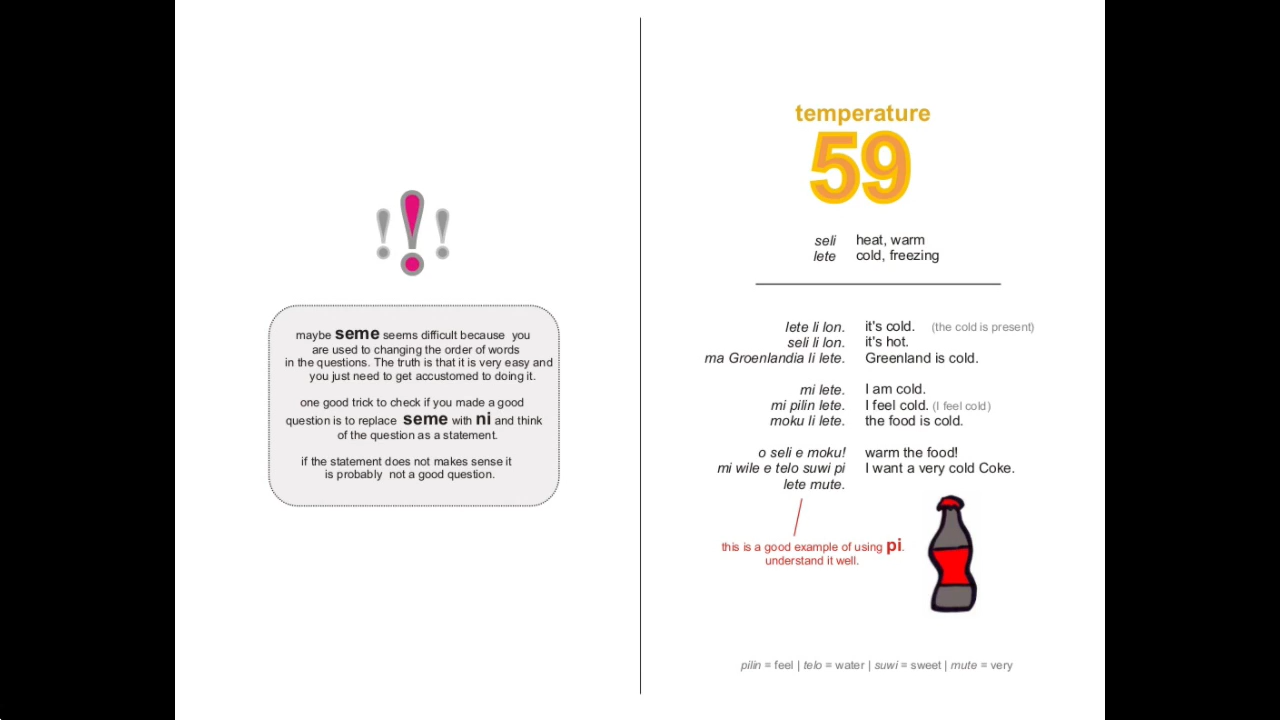 maybe seme seems difficult because  you
are used to changing the order of words
in the questions. The truth is that it is very easy and
you just need to get accustomed to doing it.
one good trick to check if you made a good
question is to replace  seme with ni and think
of the question as a statement.
if the statement does not makes sense it
is probably  not a good question.
temperature
59
seli heat, warm
lete cold, freezing
lete li lon. it's cold. (the cold is present)
seli li lon. it's hot.
ma Groenlandia li lete. Greenland is cold.
mi lete. I am cold.
mi pilin lete. I feel cold. (I feel cold)
moku li lete. the food is cold.
o seli e moku! warm the food!
mi wile e telo suwi pi I want a very cold Coke.
lete mute.
this is a good example of using pi.
understand it well.
pilin = feel | telo = water | suwi = sweet | mute = very